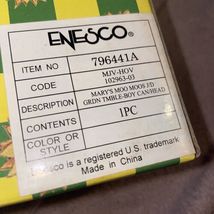 ENESCO®
ITEM NO 796441A
CODE MJV-HOV
102963-03
DESCRIPTION MARY'S MOO MOOS J/D
GRDN TMBLE-BOY CAN/HEAD
CONTENTS 1PC
COLOR OR
STYLE
Enesco is a registered U.S. trademark
Made in China